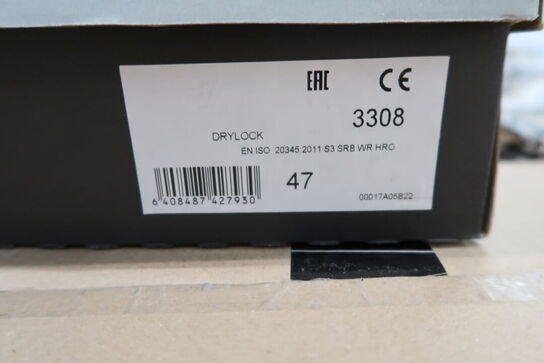 EAC CE
3308
DRYLOCK
EN ISO 20345:2011 S3 SRB WR HRO
47
6 408487 427930
00017A05B22